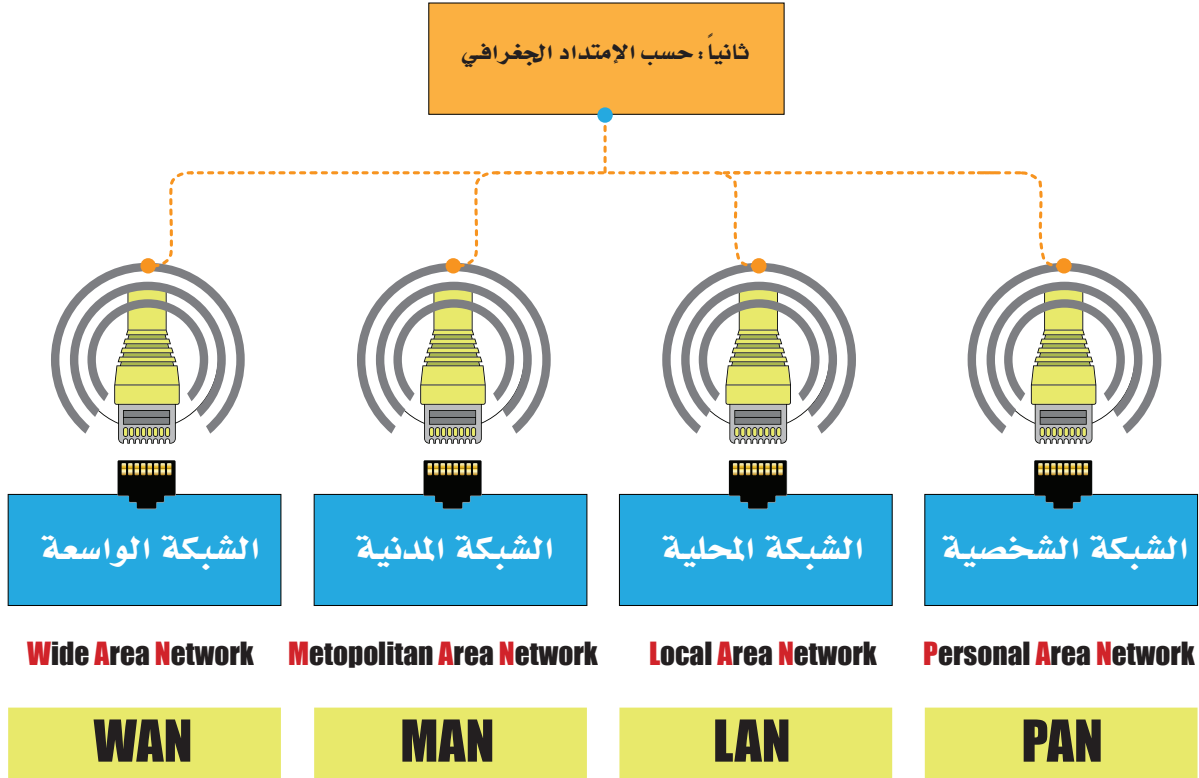 ثانياً : حسب الإمتداد الجغرافي
الشبكة الشخصية
الشبكة المحلية
الشبكة المدنية
الشبكة الواسعة
Personal Area Network
Local Area Network
Metopolitan Area Network
Wide Area Network
PAN
LAN
MAN
WAN